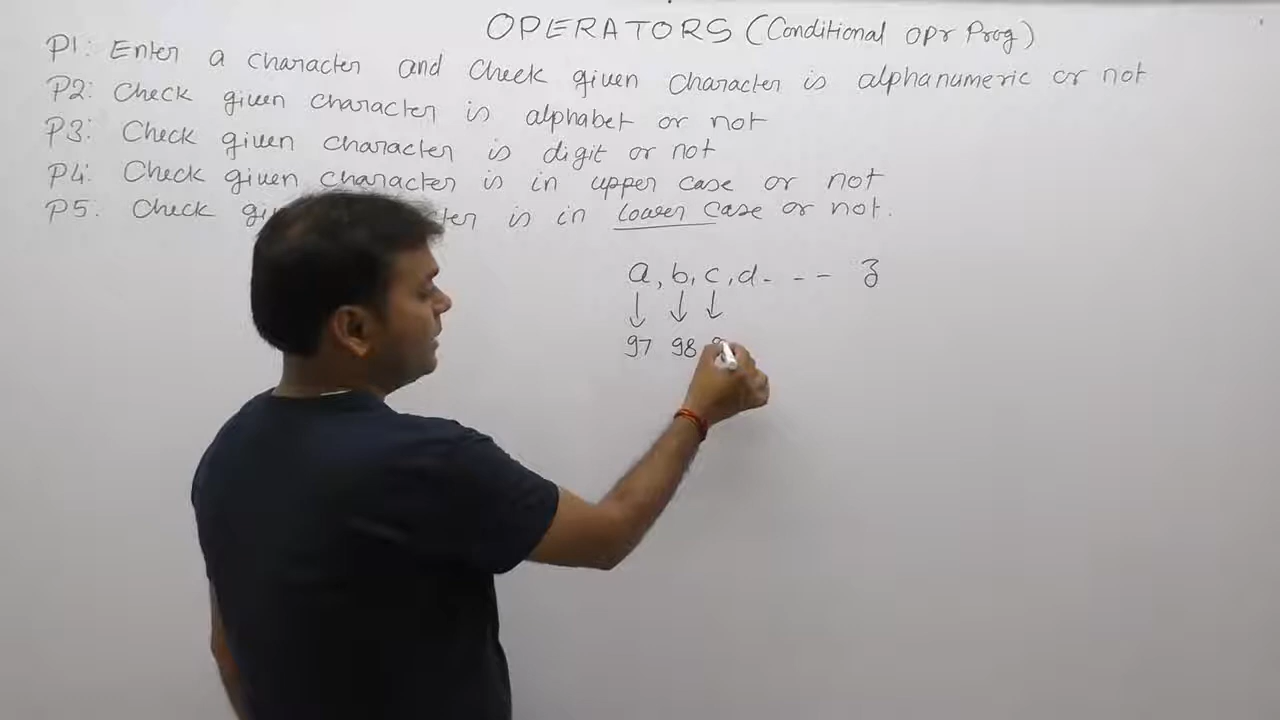 OPERATORS (Conditional opr Prog)
P1: Enter a character and check given character is alphanumeric or not
P2: Check given character is alphabet or not
P3: Check given character is digit or not
P4: Check given character is in upper case or not
P5. Check is in lower case or not.
a, b, c, d. - - z
97 98